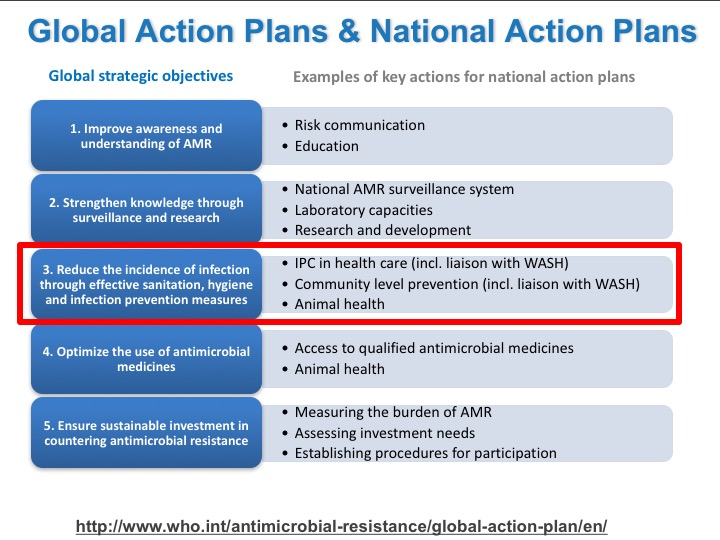 Global Action Plans & National Action Plans
Global strategic objectives
Examples of key actions for national action plans
1. Improve awareness and
understanding of AMR
• Risk communication
• Education
2. Strengthen knowledge through
surveillance and research
• National AMR surveillance system
• Laboratory capacities
• Research and development
3. Reduce the incidence of infection
through effective sanitation, hygiene
and infection prevention measures
• IPC in health care (incl. liaison with WASH)
• Community level prevention (incl. liaison with WASH)
• Animal health
4. Optimize the use of antimicrobial
medicines
• Access to qualified antimicrobial medicines
• Animal health
5. Ensure sustainable investment in
countering antimicrobial resistance
• Measuring the burden of AMR
• Assessing investment needs
• Establishing procedures for participation
http://www.who.int/antimicrobial-resistance/global-action-plan/en/